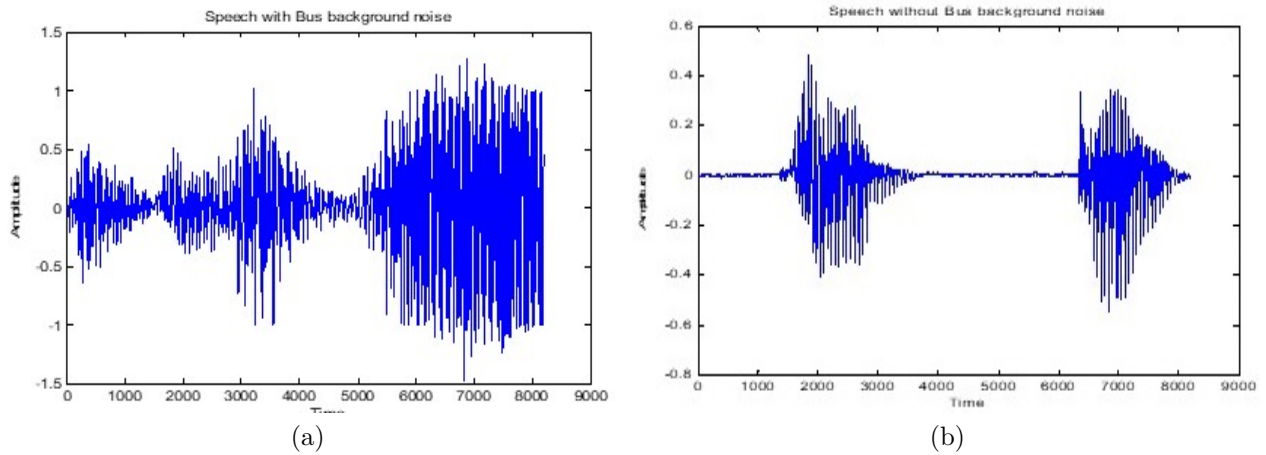 Speech with Bus background noise
1.5
1
0.5
0
-0.5
-1
-1.5
Amplitude
0 1000 2000 3000 4000 5000 6000 7000 8000 9000
Time
(a)
Speech without Bus background noise
0.6
0.4
0.2
0
-0.2
-0.4
-0.6
-0.8
Amplitude
0 1000 2000 3000 4000 5000 6000 7000 8000 9000
Time
(b)